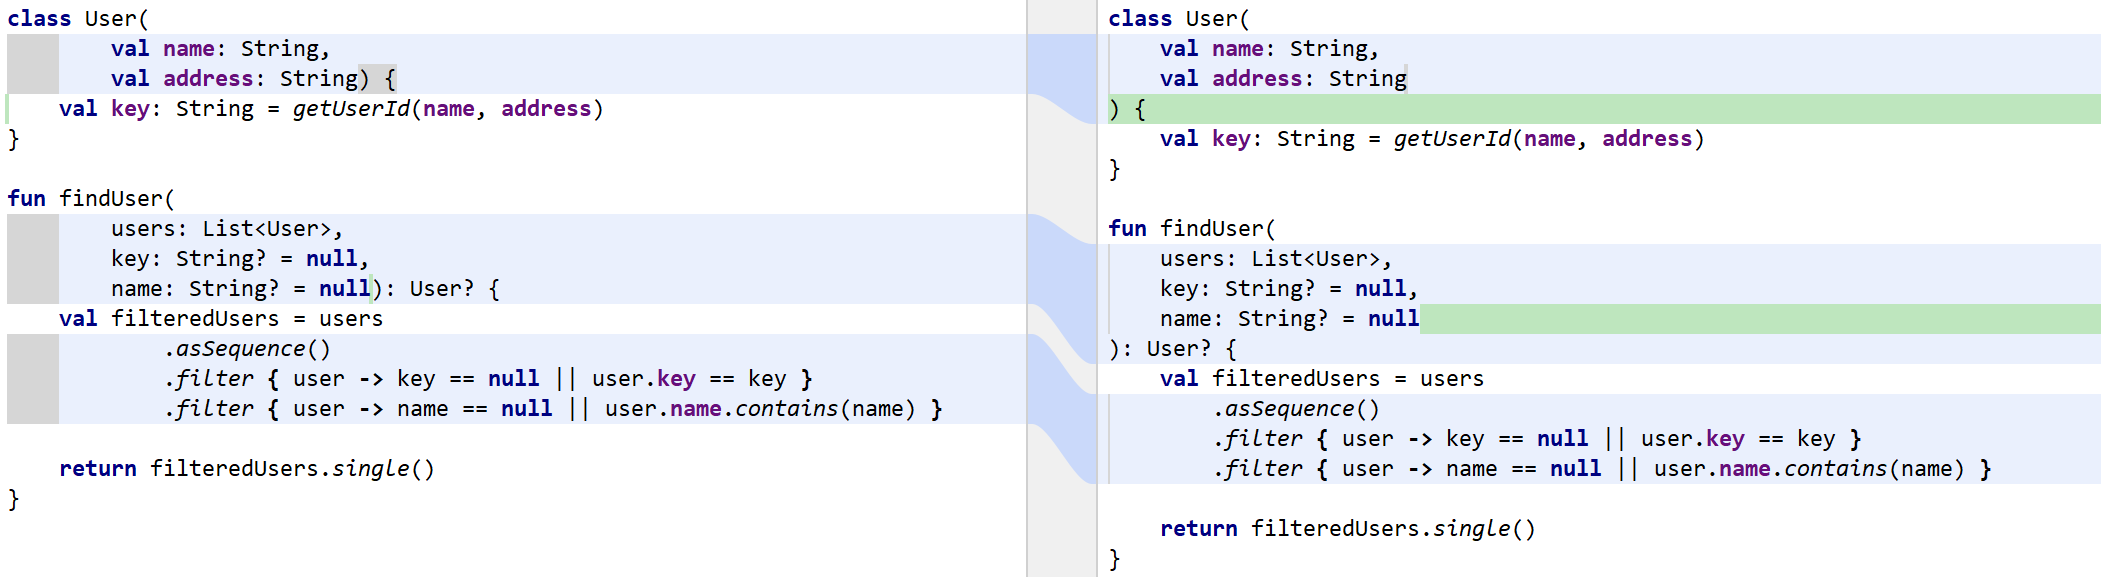 class User(
        val name: String,
        val address: String) {
    val key: String = getUserId(name, address)
}

fun findUser(
        users: List<User>,
        key: String? = null,
        name: String? = null): User? {
    val filteredUsers = users
            .asSequence()
            .filter { user -> key == null || user.key == key }
            .filter { user -> name == null || user.name.contains(name) }

    return filteredUsers.single()
}
class User(
    val name: String,
    val address: String
) {
    val key: String = getUserId(name, address)
}

fun findUser(
    users: List<User>,
    key: String? = null,
    name: String? = null
): User? {
    val filteredUsers = users
        .asSequence()
        .filter { user -> key == null || user.key == key }
        .filter { user -> name == null || user.name.contains(name) }

    return filteredUsers.single()
}